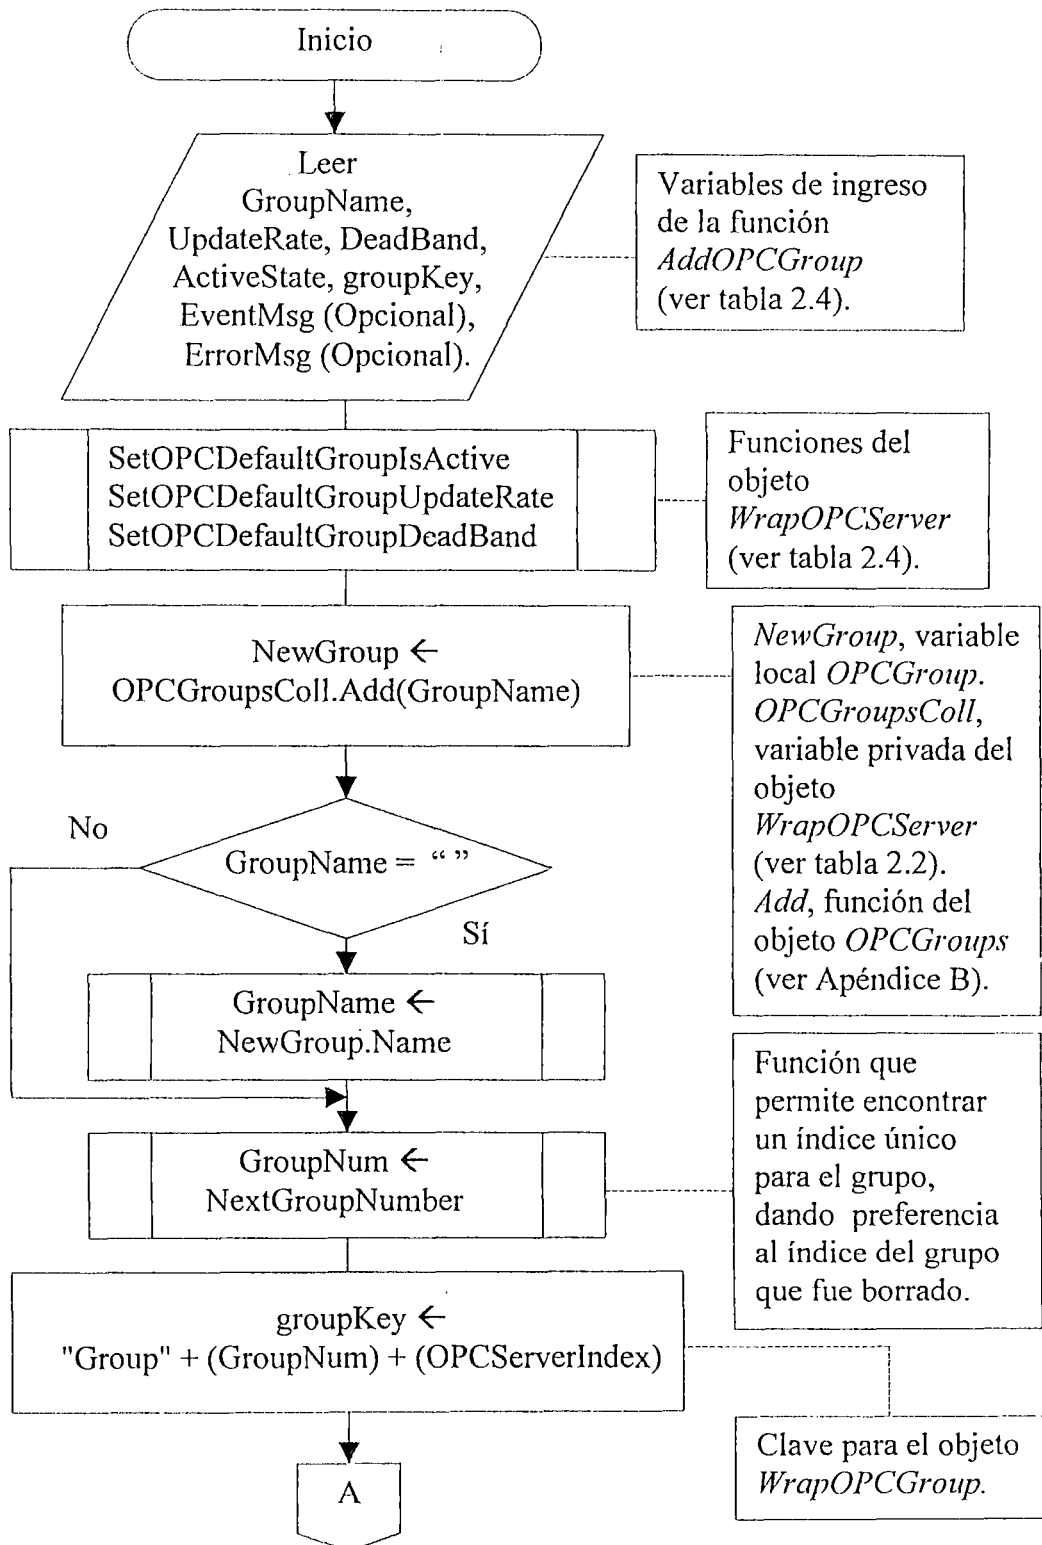 Inicio
Leer
GroupName,
UpdateRate, DeadBand,
ActiveState, groupKey,
EventMsg (Opcional),
ErrorMsg (Opcional).
Variables de ingreso
de la función
AddOPCGroup
(ver tabla 2.4).
SetOPCDefaultGroupIsActive
SetOPCDefaultGroupUpdateRate
SetOPCDefaultGroupDeadBand
Funciones del
objeto
WrapOPCServer
(ver tabla 2.4).
NewGroup ←
OPCGroupsColl.Add(GroupName)
NewGroup, variable
local OPCGroup.
OPCGroupsColl,
variable privada del
objeto
WrapOPCServer
(ver tabla 2.2).
Add, función del
objeto OPCGroups
(ver Apéndice B).
No
GroupName = “ ”
Sí
GroupName ←
NewGroup.Name
GroupNum ←
NextGroupNumber
Función que
permite encontrar
un índice único
para el grupo,
dando preferencia
al índice del grupo
que fue borrado.
groupKey ←
"Group" + (GroupNum) + (OPCServerIndex)
Clave para el objeto
WrapOPCGroup.
A